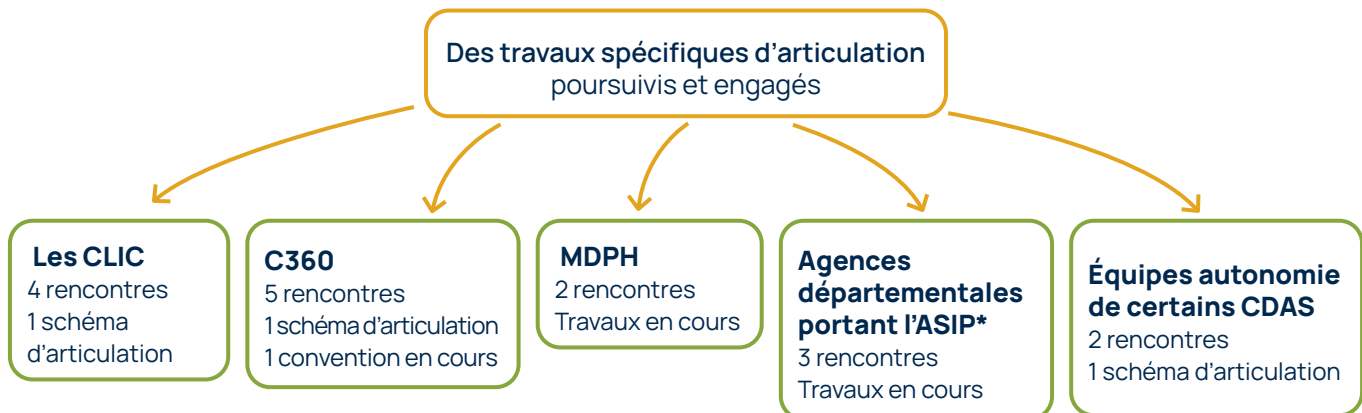 Des travaux spécifiques d’articulation
poursuivis et engagés
Les CLIC
4 rencontres
1 schéma
d’articulation
C360
5 rencontres
1 schéma d’articulation
1 convention en cours
MDPH
2 rencontres
Travaux en cours
Agences
départementales
portant l’ASIP*
3 rencontres
Travaux en cours
Équipes autonomie
de certains CDAS
2 rencontres
1 schéma d’articulation